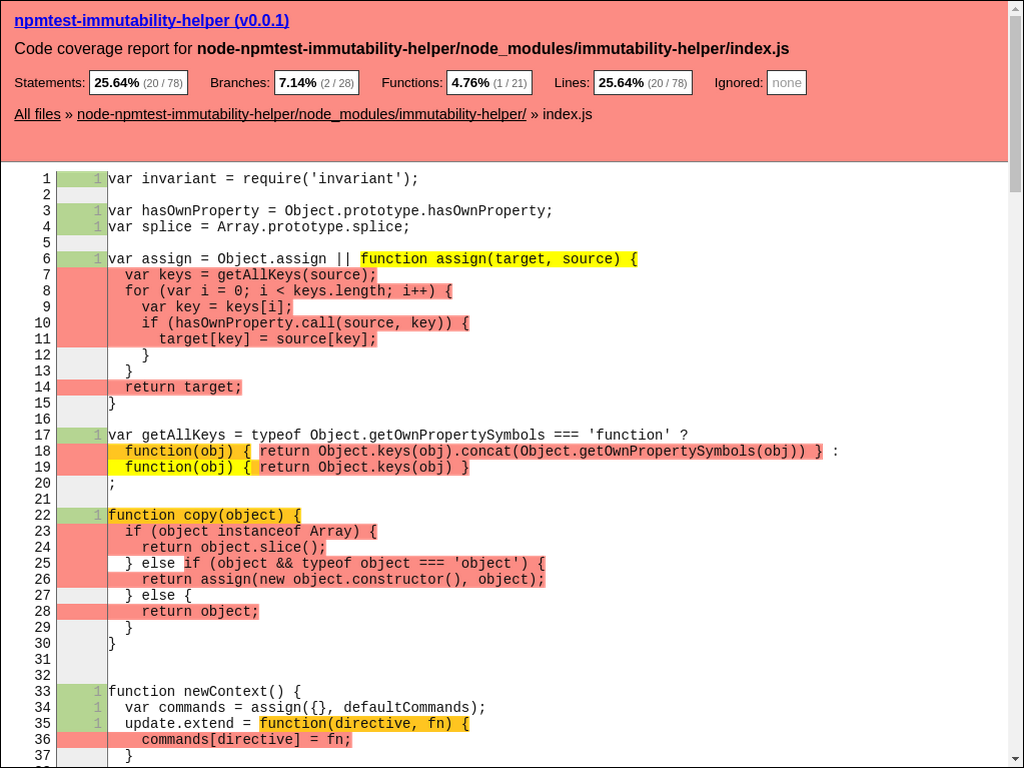 npmtest-immutability-helper (v0.0.1)
Code coverage report for node-npmtest-immutability-helper/node_modules/immutability-helper/index.js
Statements: 25.64% (20 / 78) Branches: 7.14% (2 / 28) Functions: 4.76% (1 / 21) Lines: 25.64% (20 / 78) Ignored: none
All files » node-npmtest-immutability-helper/node_modules/immutability-helper/ » index.js
1 1 var invariant = require('invariant');
2
3 1 var hasOwnProperty = Object.prototype.hasOwnProperty;
4 1 var splice = Array.prototype.splice;
5
6 1 var assign = Object.assign || function assign(target, source) {
7   var keys = getAllKeys(source);
8   for (var i = 0; i < keys.length; i++) {
9     var key = keys[i];
10     if (hasOwnProperty.call(source, key)) {
11       target[key] = source[key];
12     }
13   }
14   return target;
15 }
16
17 1 var getAllKeys = typeof Object.getOwnPropertySymbols === 'function' ?
18   function(obj) { return Object.keys(obj).concat(Object.getOwnPropertySymbols(obj)) } :
19   function(obj) { return Object.keys(obj) }
20 ;
21
22 1 function copy(object) {
23   if (object instanceof Array) {
24     return object.slice();
25   } else if (object && typeof object === 'object') {
26     return assign(new object.constructor(), object);
27   } else {
28     return object;
29   }
30 }
31
32
33 1 function newContext() {
34 1   var commands = assign({}, defaultCommands);
35 1   update.extend = function(directive, fn) {
36     commands[directive] = fn;
37   }